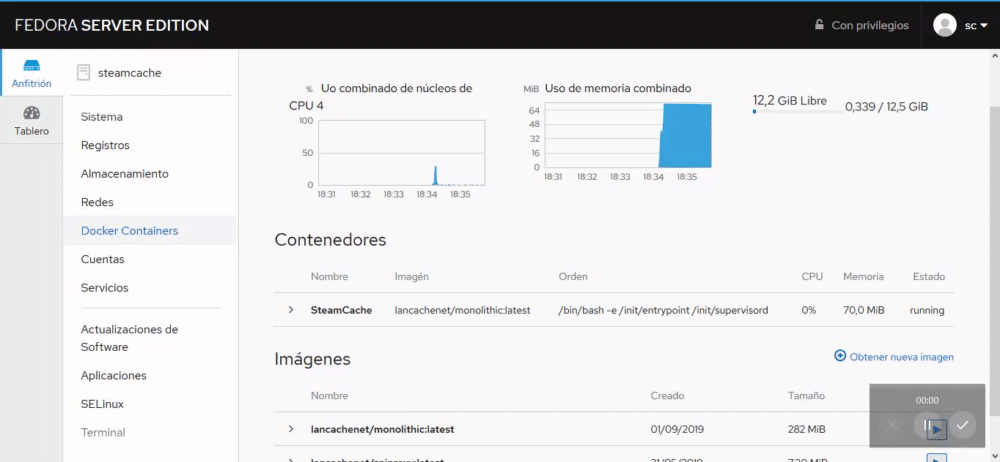 FEDORA SERVER EDITION
Con privilegios
sc
Anfitrión
Tablero
steamcache
Sistema
Registros
Almacenamiento
Redes
Docker Containers
Cuentas
Servicios
Actualizaciones de
Software
Aplicaciones
SELinux
Terminal
% Uo combinado de núcleos de
CPU 4
100
50
0
18:31 18:32 18:33 18:34 18:35
MiB Uso de memoria combinado
64
48
32
16
0
18:31 18:32 18:33 18:34 18:35
12,2 GiB Libre
0,339 / 12,5 GiB
Contenedores
Nombre Imagén Orden CPU Memoria Estado
SteamCache lancachenet/monolithic:latest /bin/bash -e /init/entrypoint /init/supervisord 0% 70,0 MiB running
Imágenes
Obtener nueva imagen
Nombre Creado Tamaño
lancachenet/monolithic:latest 01/09/2019 282 MiB
00:00